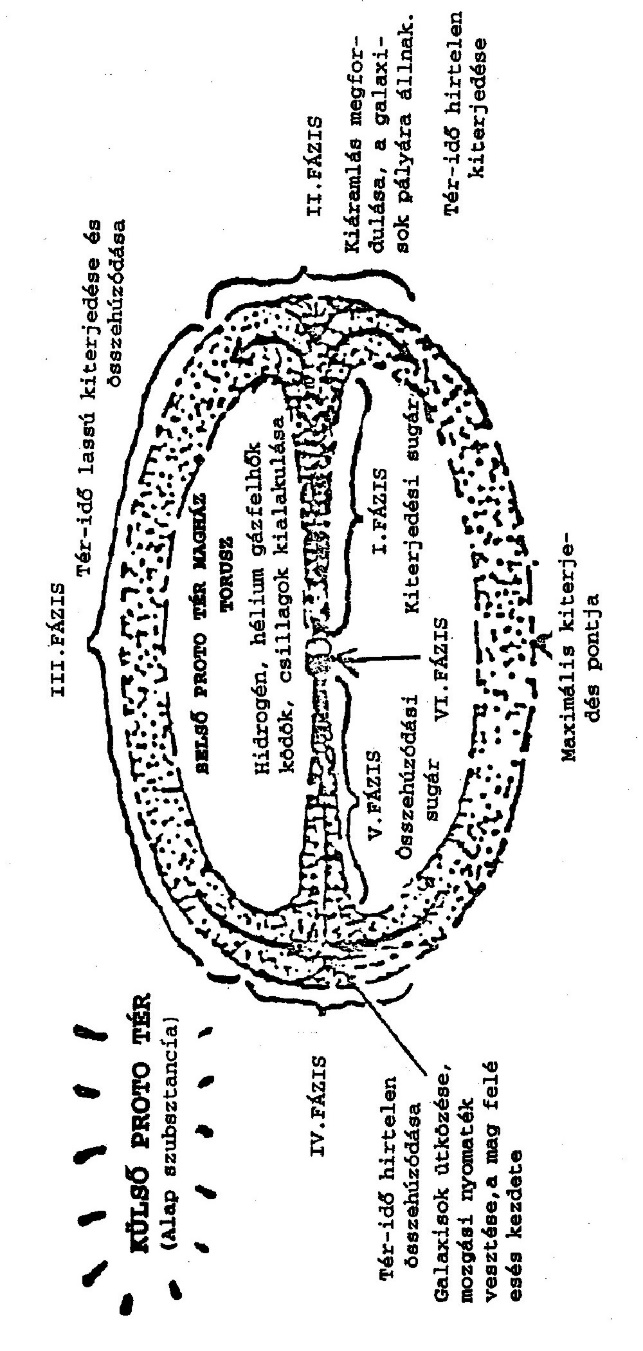 KÜLSŐ PROTO TÉR
(Alap szubsztancía)
III.FÁZIS
Tér-idő lassú kiterjedése és
összehúzódása
BELSŐ PROTO TÉR MAGHÁZ
TORUSZ
Hidrogén, hélium gázfelhők
ködök, csillagok kialakulása
II.FÁZIS
Kiáramlás megfor-
dulása, a galaxi-
sok pályára állnak.
Tér-idő hirtelen
kiterjedése
I.FÁZIS
Kiterjedési sugár
V.FÁZIS
Összehúzódási
sugár
VI.FÁZIS
IV.FÁZIS
Tér-idő hirtelen
összehúzódása
Galaxisok ütközése,
mozgási nyomaték
vesztése,a mag felé
esés kezdete
Maximális kiterje-
dés pontja